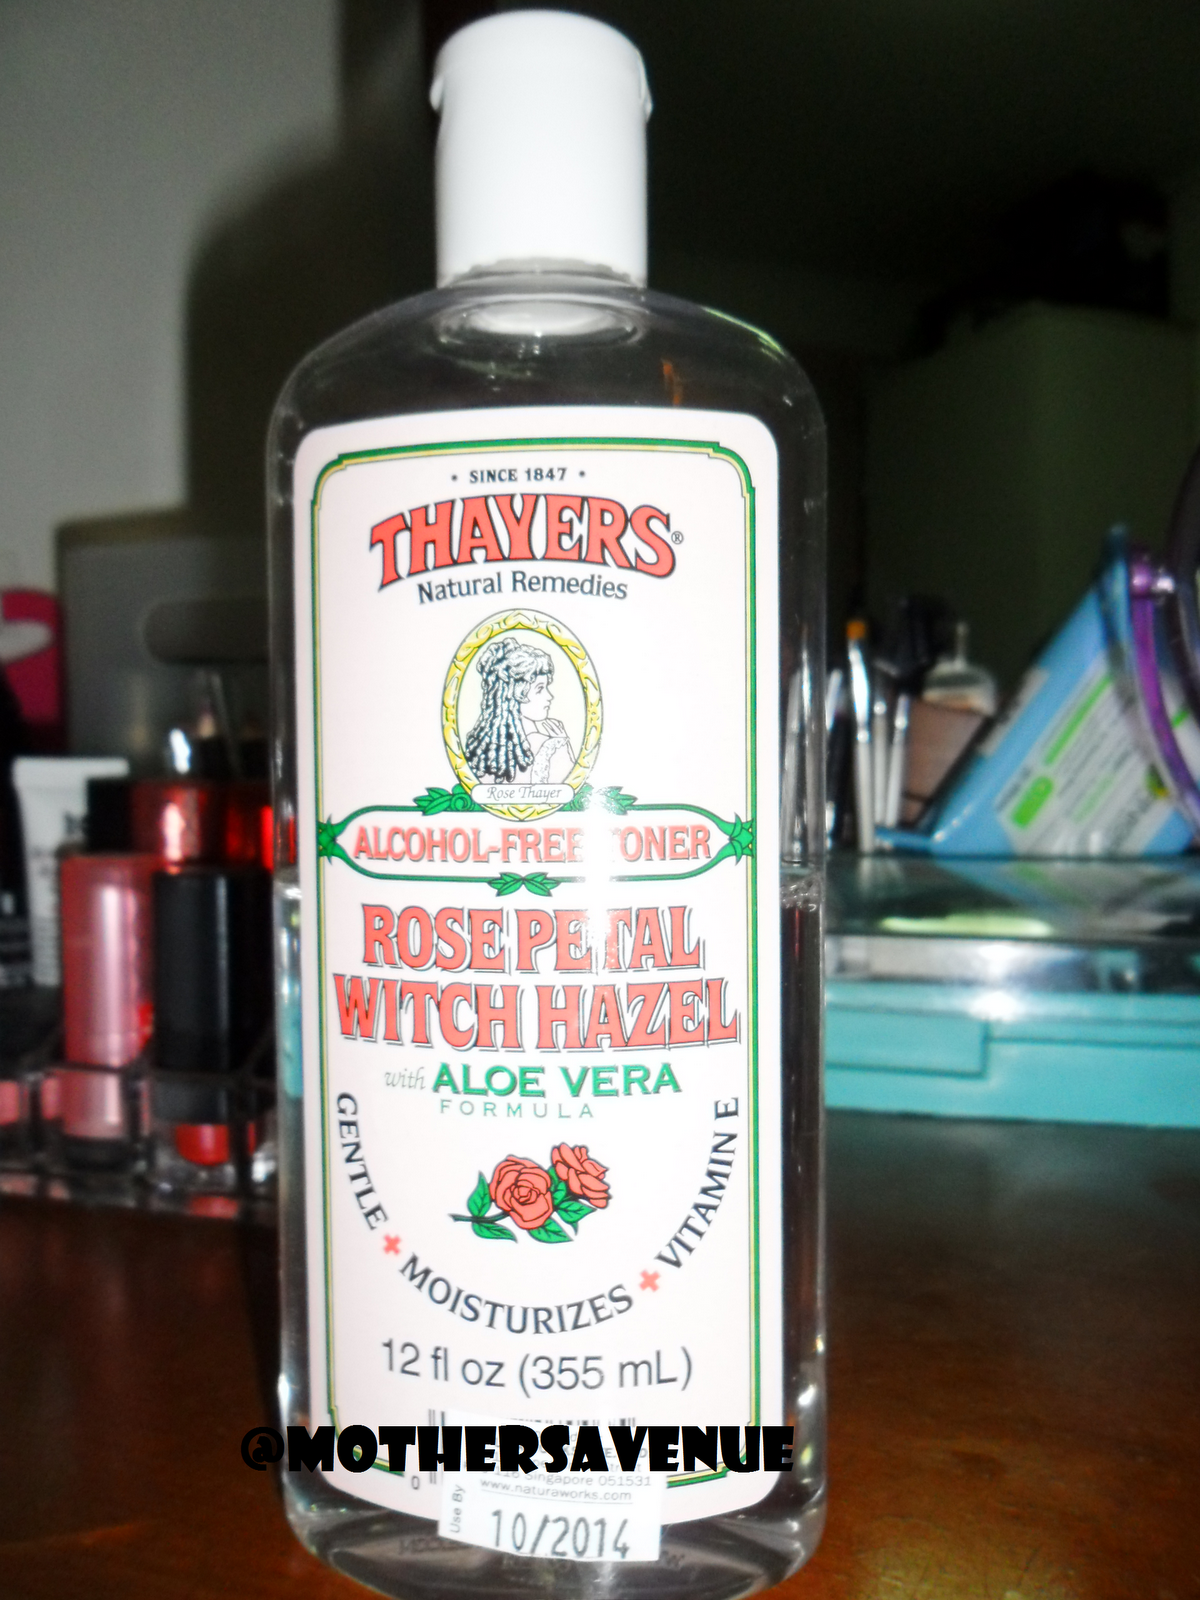 • SINCE 1847 •
THAYERS®
Natural Remedies
Rose Thayer
ALCOHOL-FREE TONER
ROSE PETAL
WITCH HAZEL
with ALOE VERA
FORMULA
GENTLE
MOISTURIZES
VITAMIN E
12 fl oz (355 mL)
@MOTHERSAVENUE
Singapore 051531
www.naturaworks.com
0
Use By
10/2014